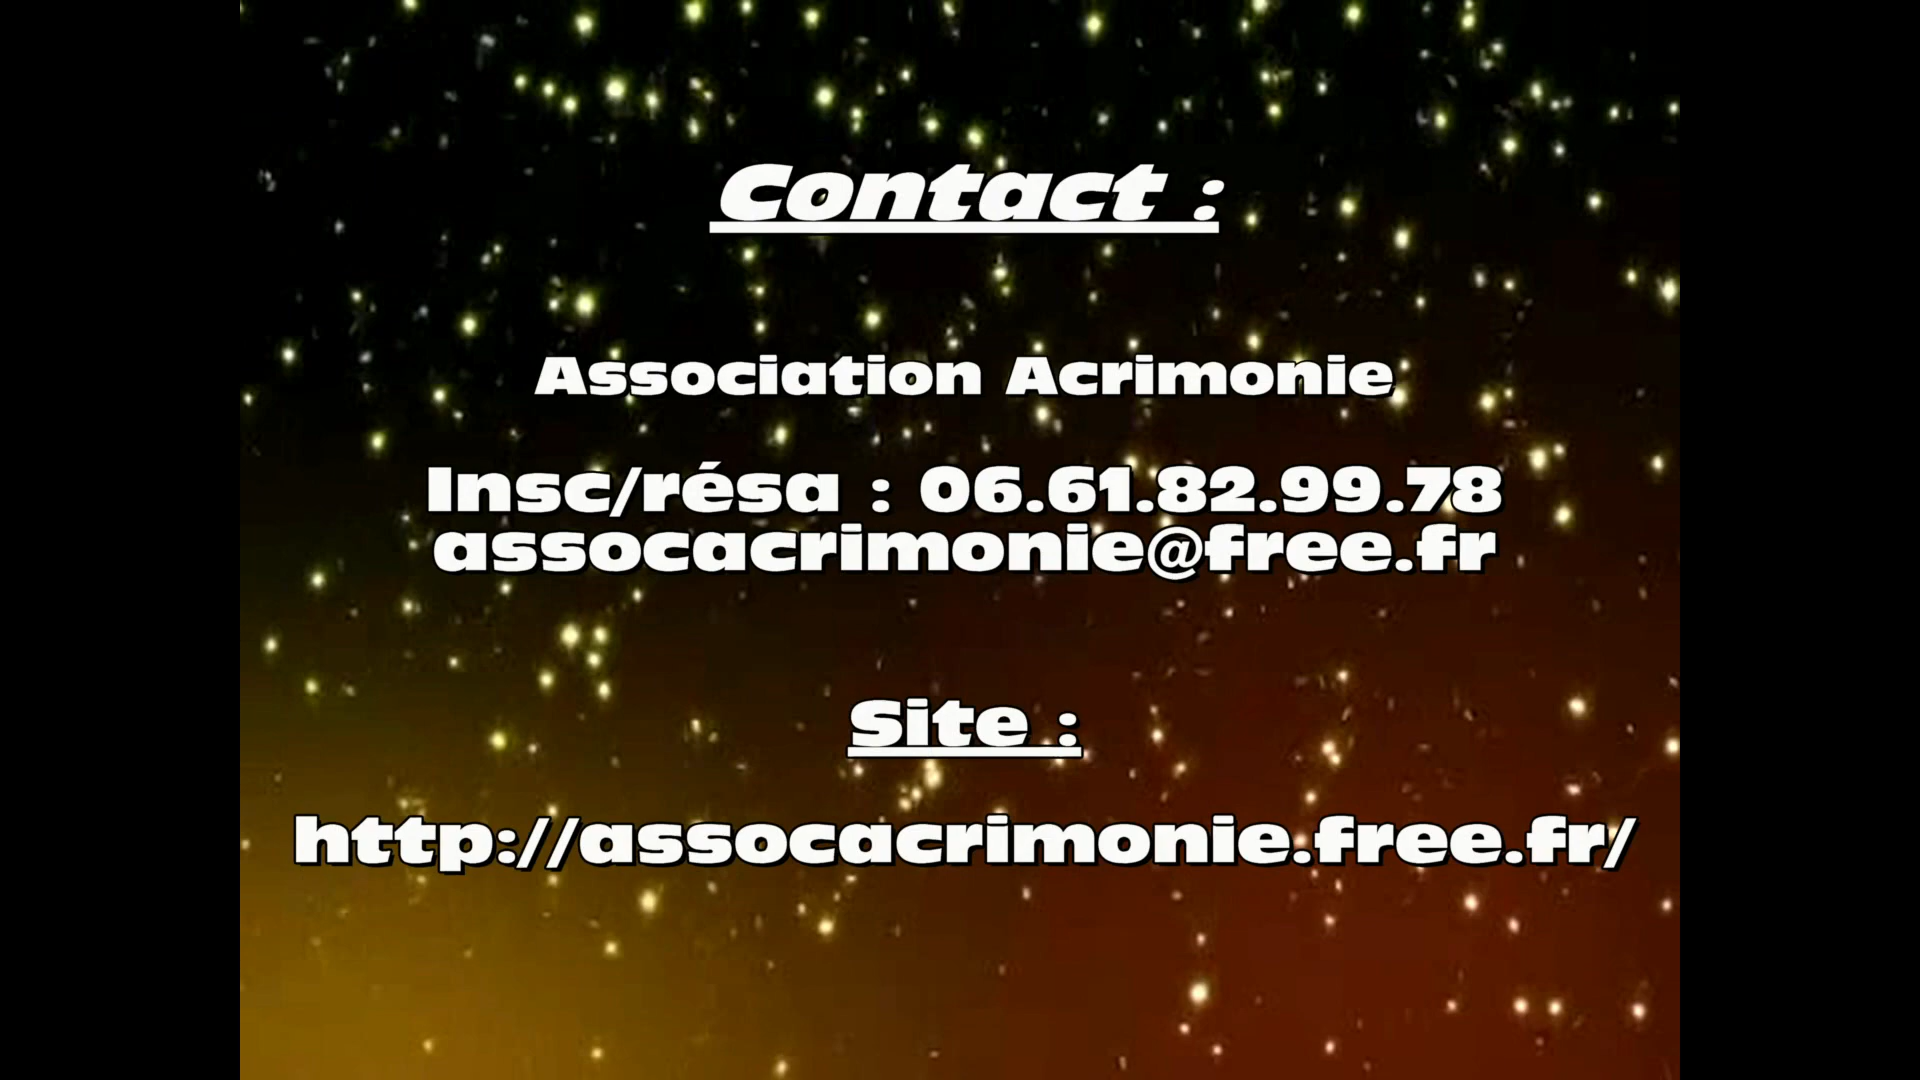 Contact :
Association Acrimonie
Insc/résa : 06.61.82.99.78
assocacrimonie@free.fr
Site :
http://assocacrimonie.free.fr/